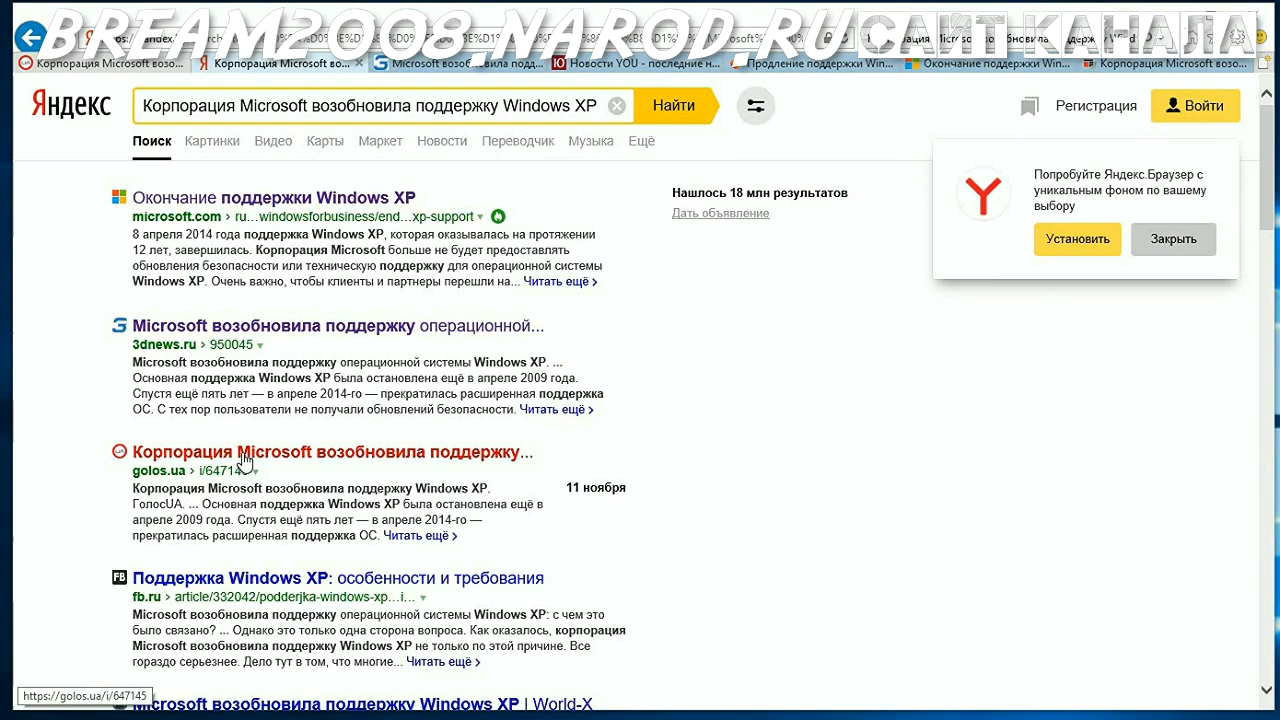 BREAM2008.NAROD.RU САЙТ КАНАЛА
Корпорация Microsoft возобно...
Корпорация Microsoft во...
Microsoft возобновила подд...
Новости YOU - последние н...
Продление поддержки Win...
Окончание поддержки Win...
Корпорация Microsoft возобно...
Яндекс
Корпорация Microsoft возобновила поддержку Windows XP
Найти
Регистрация
Войти
Поиск Картинки Видео Карты Маркет Новости Переводчик Музыка Ещё
Окончание поддержки Windows XP
microsoft.com › ru…windowsforbusiness/end…xp-support
8 апреля 2014 года поддержка Windows XP, которая оказывалась на протяжении
12 лет, завершилась. Корпорация Microsoft больше не будет предоставлять
обновления безопасности или техническую поддержку для операционной системы
Windows XP. Очень важно, чтобы клиенты и партнеры перешли на... Читать ещё ›
Нашлось 18 млн результатов
Дать объявление
Попробуйте Яндекс.Браузер с
уникальным фоном по вашему
выбору
Установить
Закрыть
Microsoft возобновила поддержку операционной...
3dnews.ru › 950045
Microsoft возобновила поддержку операционной системы Windows XP. ...
Основная поддержка Windows XP была остановлена ещё в апреле 2009 года.
Спустя ещё пять лет — в апреле 2014-го — прекратилась расширенная поддержка
ОС. С тех пор пользователи не получали обновлений безопасности. Читать ещё ›
Корпорация Microsoft возобновила поддержку...
golos.ua › i/647145
Корпорация Microsoft возобновила поддержку Windows XP.
ГолосUA. ... Основная поддержка Windows XP была остановлена ещё в
апреле 2009 года. Спустя ещё пять лет — в апреле 2014-го —
прекратилась расширенная поддержка ОС. Читать ещё ›
11 ноября
FB
Поддержка Windows XP: особенности и требования
fb.ru › article/332042/podderjka-windows-xp…i…
Microsoft возобновила поддержку операционной системы Windows XP: с чем это
было связано? ... Однако это только одна сторона вопроса. Как оказалось, корпорация
Microsoft возобновила поддержку Windows XP не только по этой причине. Все
гораздо серьезнее. Дело тут в том, что многие... Читать ещё ›
Microsoft возобновила поддержку Windows XP | World-X
https://golos.ua/i/647145